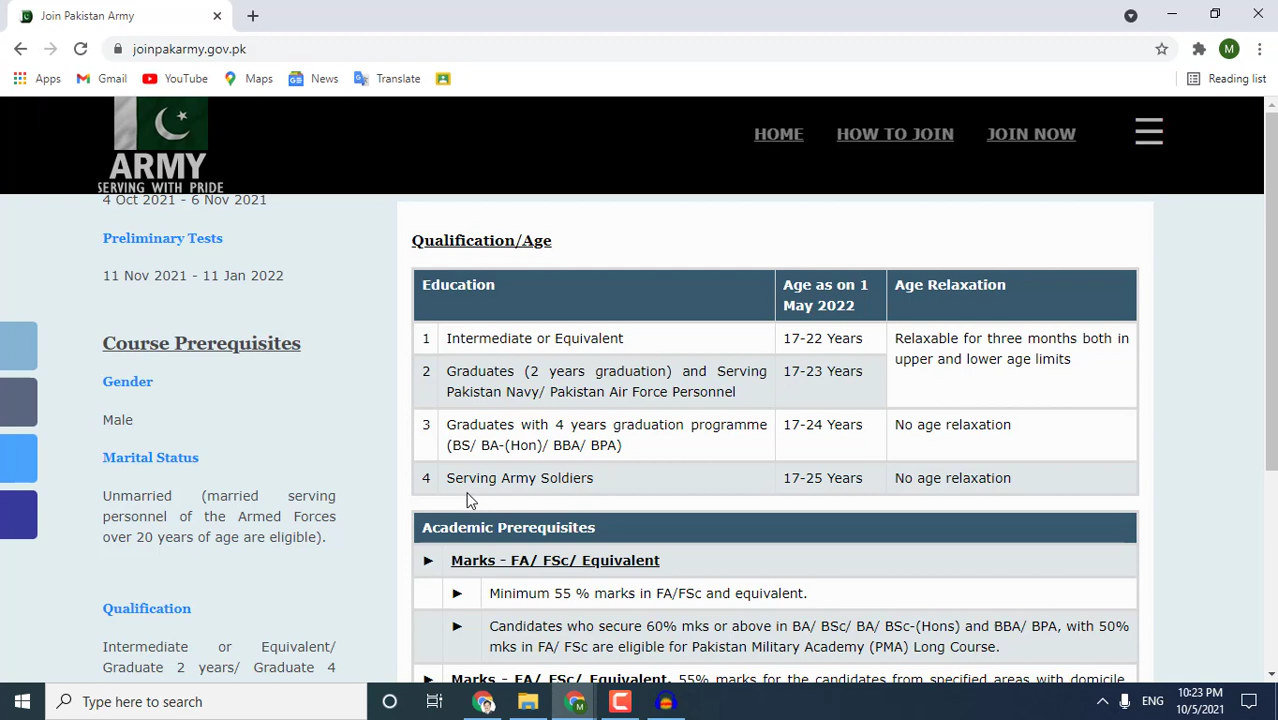 Join Pakistan Army
joinpakarmy.gov.pk
M
Apps
Gmail
YouTube
Maps
News
Translate
Reading list
ARMY
SERVING WITH PRIDE
HOME
HOW TO JOIN
JOIN NOW
4 Oct 2021 - 6 Nov 2021
Preliminary Tests
11 Nov 2021 - 11 Jan 2022
Course Prerequisites
Gender
Male
Marital Status
Unmarried (married serving
personnel of the Armed Forces
over 20 years of age are eligible).
Qualification
Intermediate or Equivalent/
Graduate 2 years/ Graduate 4
Qualification/Age
Education
Age as on 1
May 2022
Age Relaxation
1 Intermediate or Equivalent
17-22 Years
Relaxable for three months both in
upper and lower age limits
2 Graduates (2 years graduation) and Serving
Pakistan Navy/ Pakistan Air Force Personnel
17-23 Years
3 Graduates with 4 years graduation programme
(BS/ BA-(Hon)/ BBA/ BPA)
17-24 Years
No age relaxation
4 Serving Army Soldiers
17-25 Years
No age relaxation
Academic Prerequisites
► Marks - FA/ FSc/ Equivalent
► Minimum 55 % marks in FA/FSc and equivalent.
► Candidates who secure 60% mks or above in BA/ BSc/ BA/ BSc-(Hons) and BBA/ BPA, with 50%
mks in FA/ FSc are eligible for Pakistan Military Academy (PMA) Long Course.
► Marks - FA/ FSc/ Equivalent. 55% marks for the candidates from specified areas with domicile
Type here to search
M
ENG
10:23 PM
10/5/2021